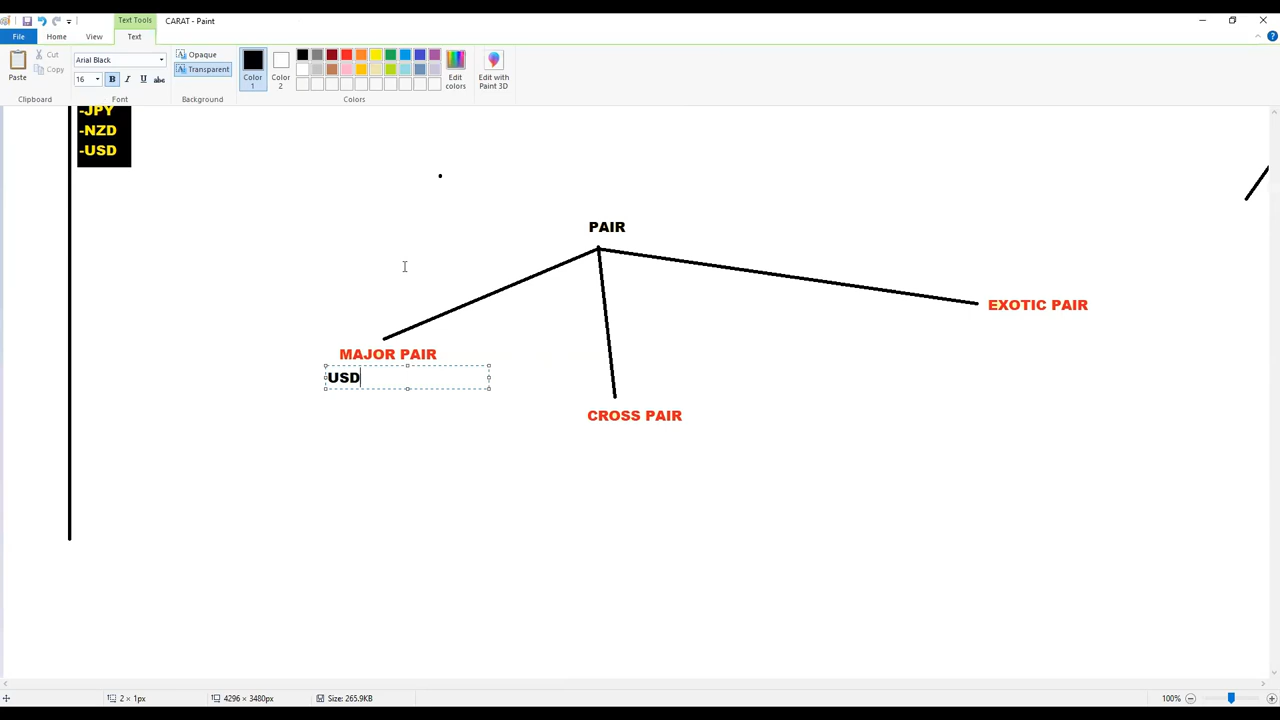 Text Tools
CARAT - Paint
File
Home
View
Text
Paste
Cut
Copy
Clipboard
Arial Black
16
B
I
U
abc
Font
A
Opaque
A
Transparent
Background
Color
1
Color
2
Edit
colors
Colors
Edit with
Paint 3D
-JPY
-NZD
-USD
PAIR
EXOTIC PAIR
MAJOR PAIR
USD
CROSS PAIR
2 × 1px
4296 × 3480px
Size: 265.9KB
100%